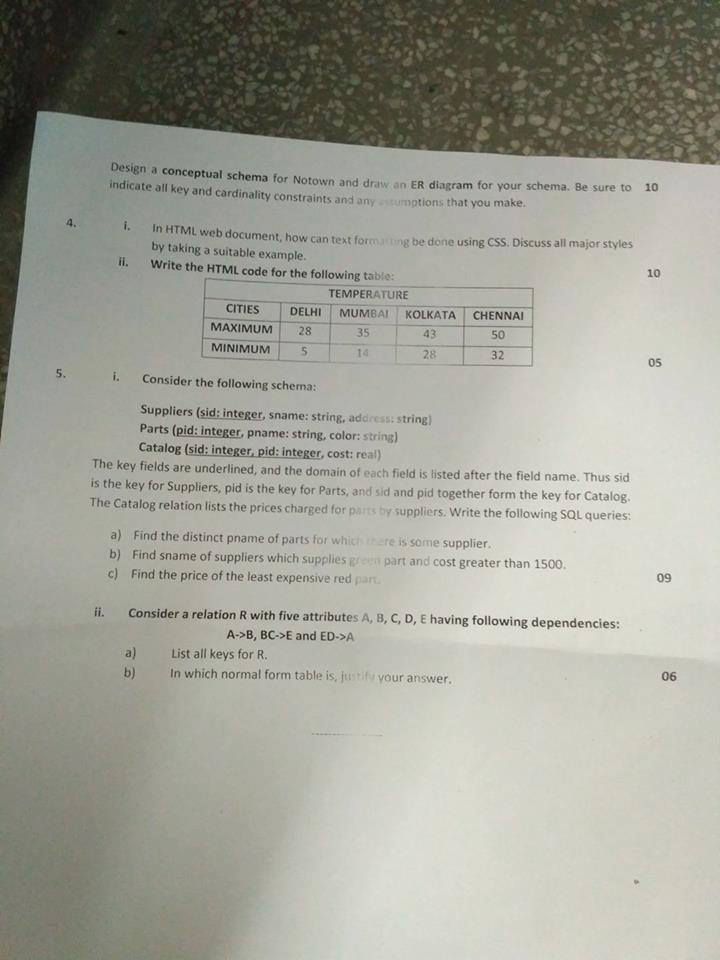 Design a conceptual schema for Notown and draw an ER diagram for your schema. Be sure to 10
indicate all key and cardinality constraints and any assumptions that you make.
4. i. In HTML web document, how can text formatting be done using CSS. Discuss all major styles
by taking a suitable example. 10
ii. Write the HTML code for the following table:
TEMPERATURE
CITIES DELHI MUMBAI KOLKATA CHENNAI
MAXIMUM 28 35 43 50
MINIMUM 5 14 28 32
05
5. i. Consider the following schema:
Suppliers (sid: integer, sname: string, address: string)
Parts (pid: integer, pname: string, color: string)
Catalog (sid: integer, pid: integer, cost: real)
The key fields are underlined, and the domain of each field is listed after the field name. Thus sid
is the key for Suppliers, pid is the key for Parts, and sid and pid together form the key for Catalog.
The Catalog relation lists the prices charged for parts by suppliers. Write the following SQL queries:
a) Find the distinct pname of parts for which there is some supplier.
b) Find sname of suppliers which supplies green part and cost greater than 1500.
c) Find the price of the least expensive red part. 09
ii. Consider a relation R with five attributes A, B, C, D, E having following dependencies:
A->B, BC->E and ED->A
a) List all keys for R.
b) In which normal form table is, justify your answer. 06